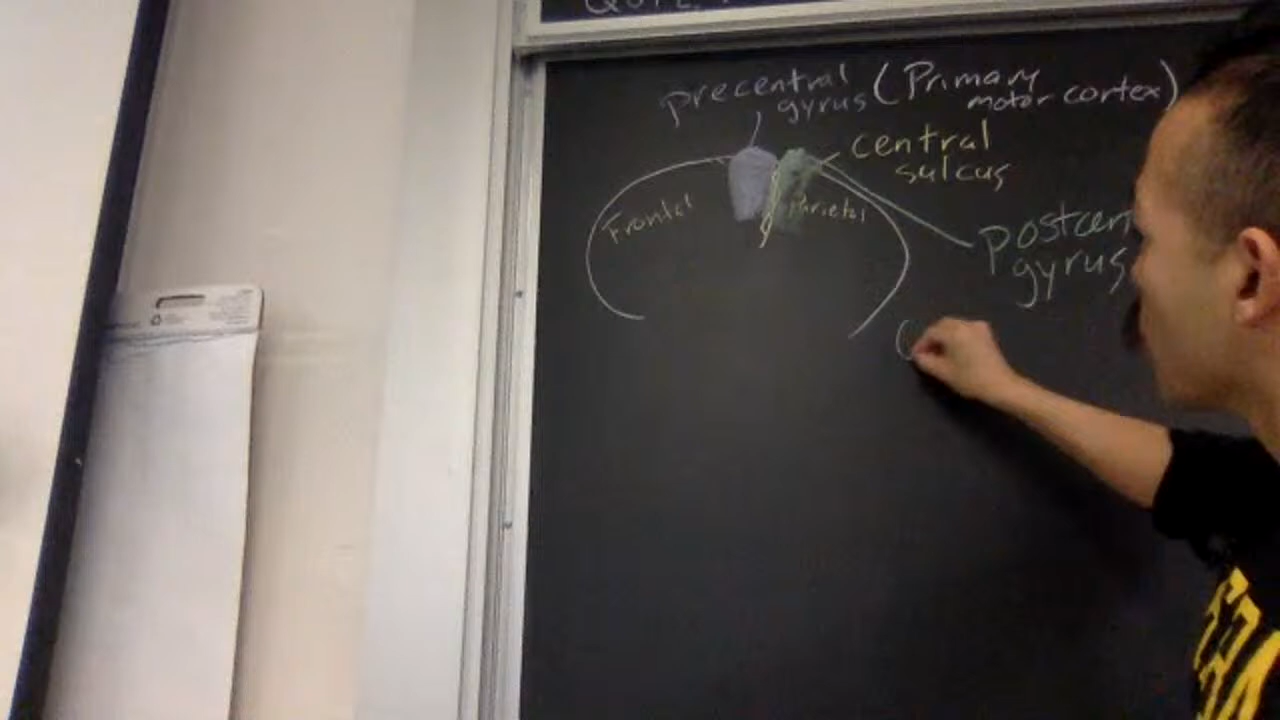 precentral
gyrus (Primary
motor cortex)
central
sulcus
Frontal
Parietal
postcen
gyrus
(